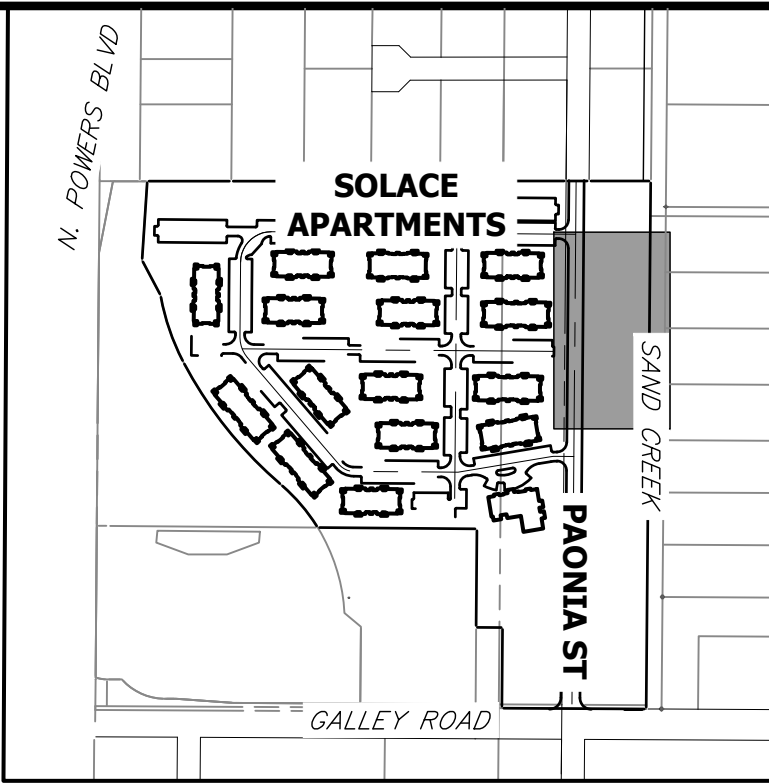 N. POWERS BLVD
SOLACE
APARTMENTS
SAND CREEK
PAONIA ST
GALLEY ROAD